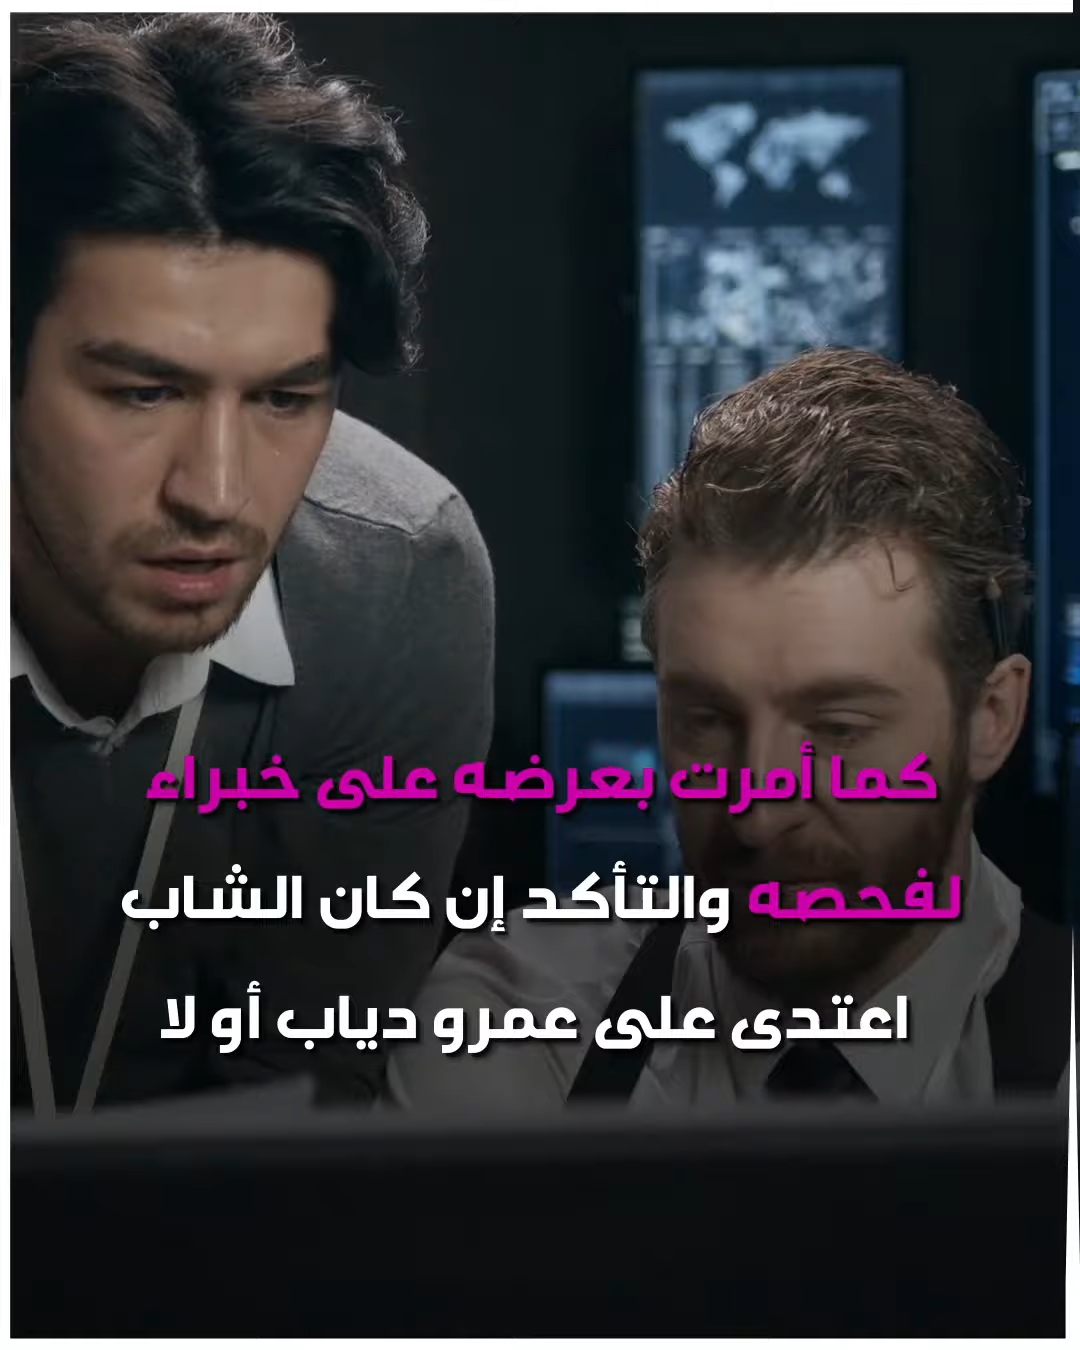 كما أمرت بعرضه على خبراء
لفحصه والتأكد إن كان الشاب
اعتدى على عمرو دياب أو لا